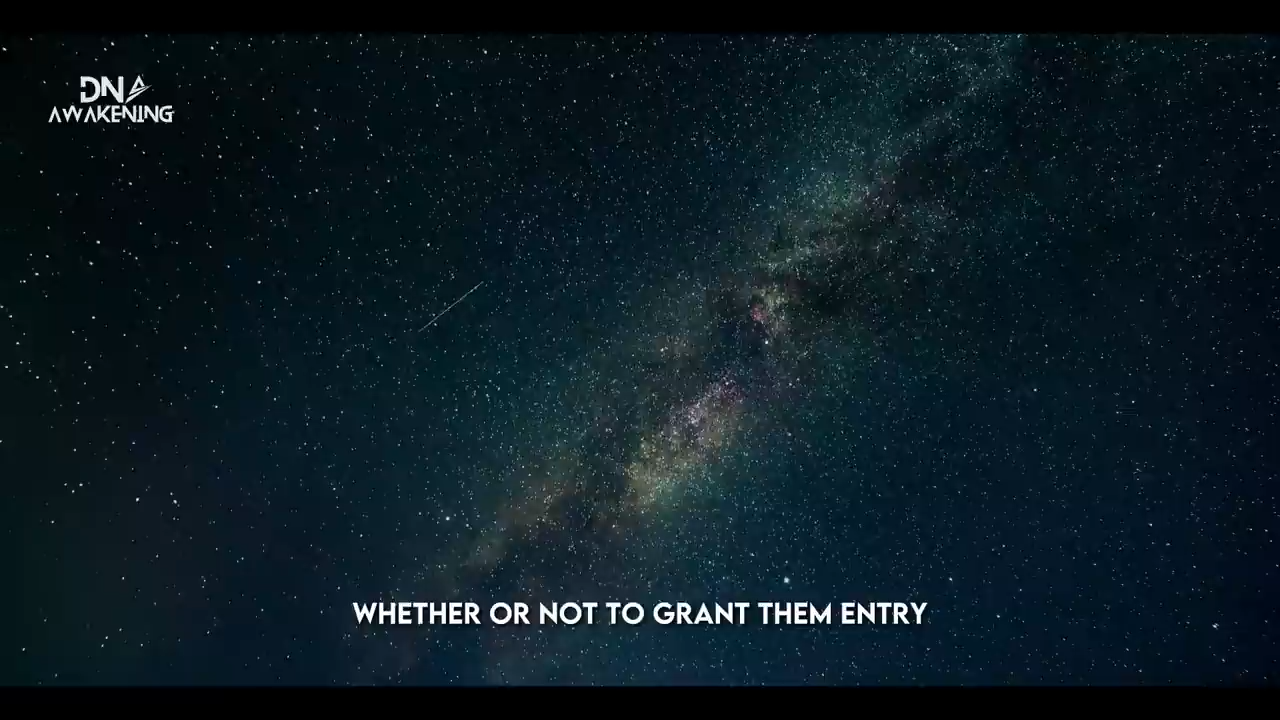 DNA
AWAKENING
WHETHER OR NOT TO GRANT THEM ENTRY